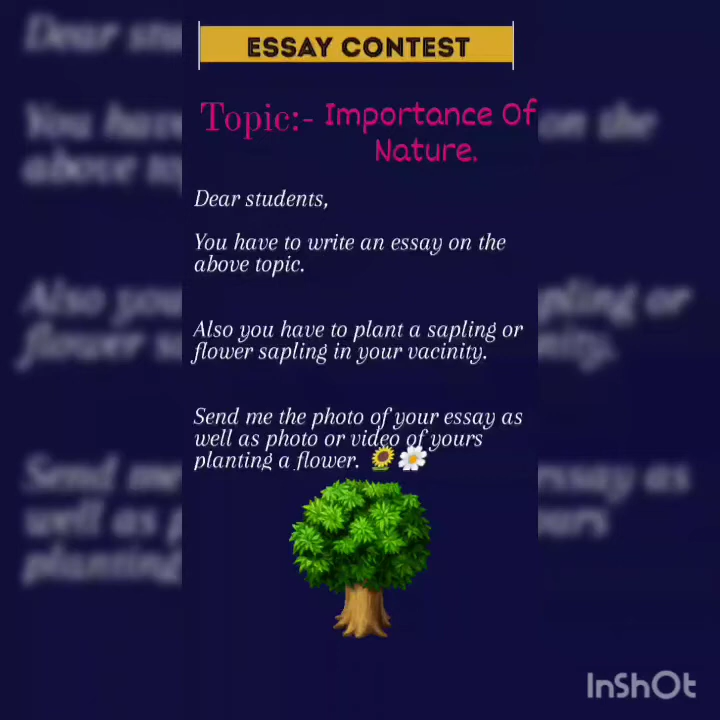 ESSAY CONTEST
Topic:- Importance Of
Nature.
Dear students,
You have to write an essay on the
above topic.
Also you have to plant a sapling or
flower sapling in your vacinity.
Send me the photo of your essay as
well as photo or video of yours
planting a flower. 🌻🌼
InShOt